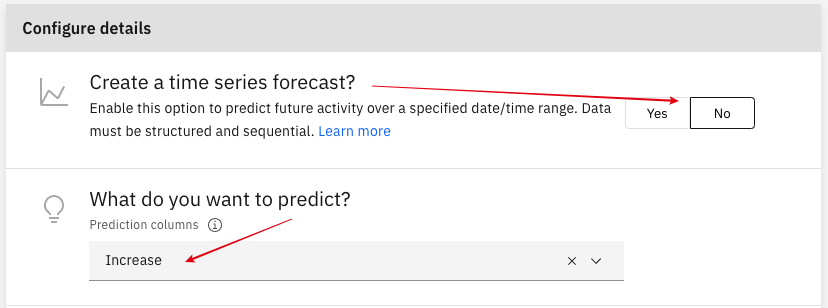 Configure details
Create a time series forecast?
Enable this option to predict future activity over a specified date/time range. Data
must be structured and sequential. Learn more
Yes
No
What do you want to predict?
Prediction columns
Increase